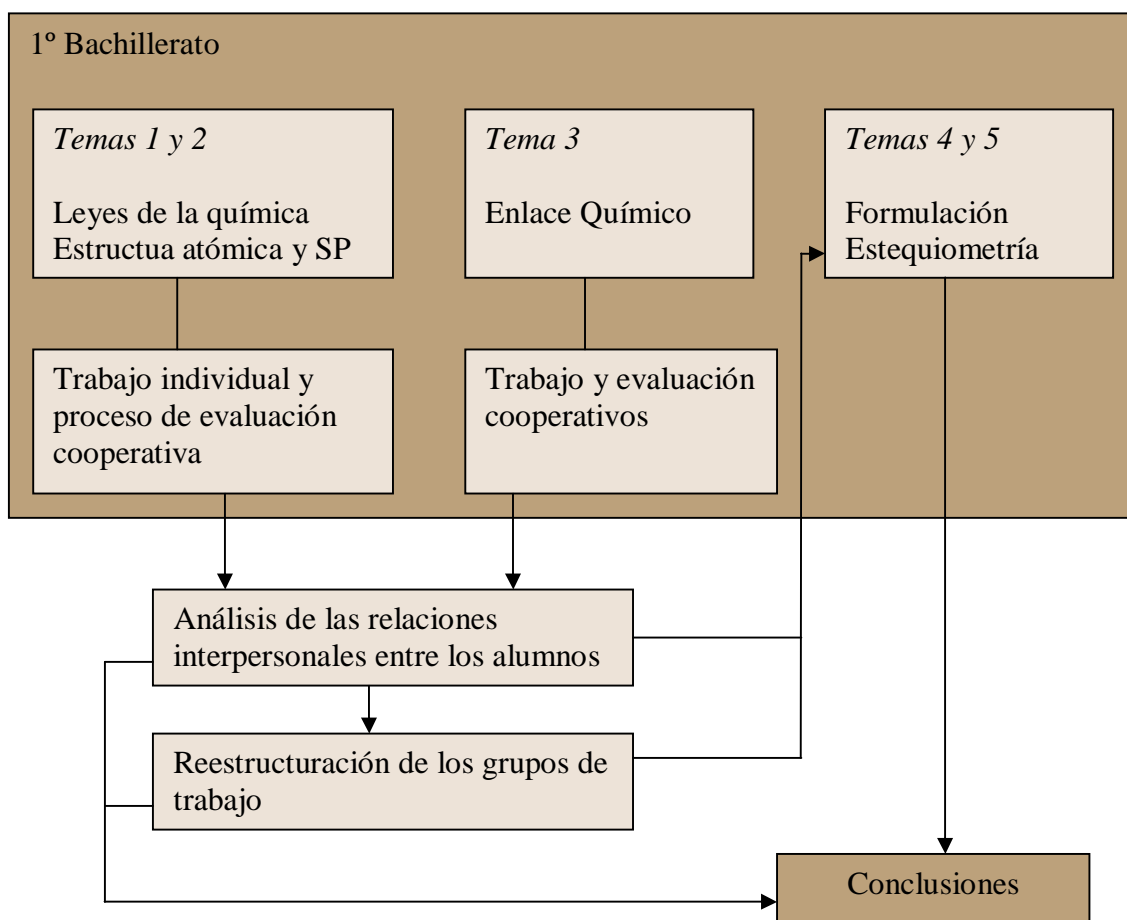 1º Bachillerato
Temas 1 y 2
Leyes de la química
Estructua atómica y SP
Tema 3
Enlace Químico
Temas 4 y 5
Formulación
Estequiometría
Trabajo individual y
proceso de evaluación
cooperativa
Trabajo y evaluación
cooperativos
Análisis de las relaciones
interpersonales entre los alumnos
Reestructuración de los grupos de
trabajo
Conclusiones